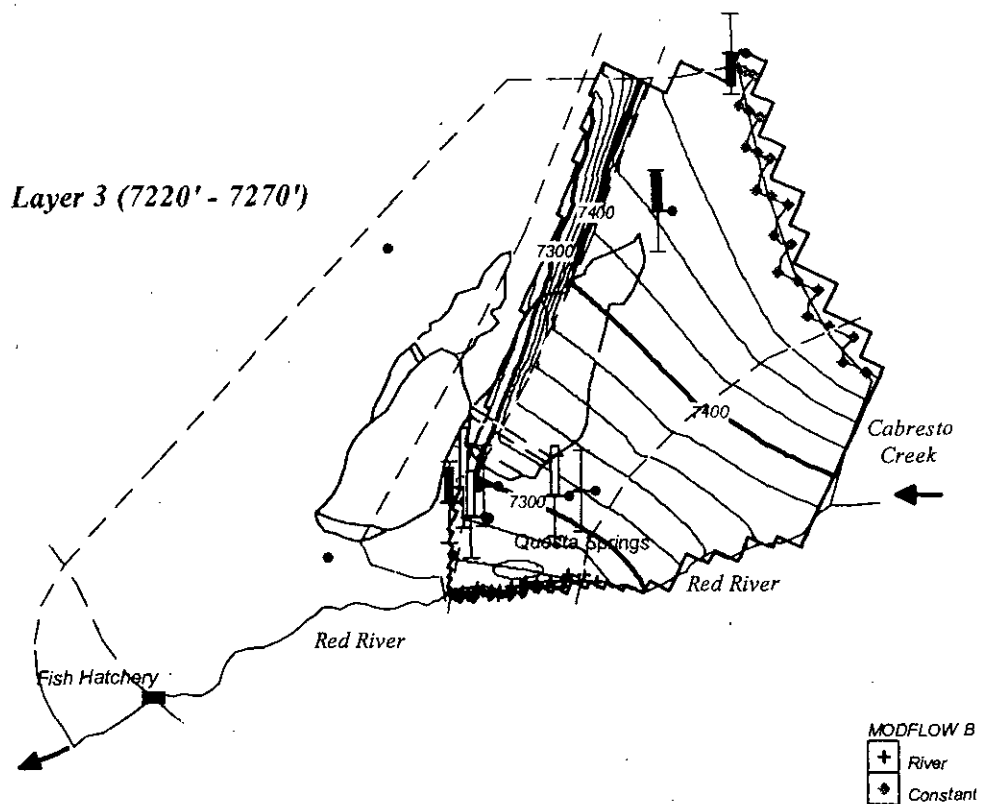 Layer 3 (7220' - 7270')
7400
7300
7400
Cabresto
Creek
7300
Questa Springs
Red River
Red River
Fish Hatchery
MODFLOW B
River
Constant